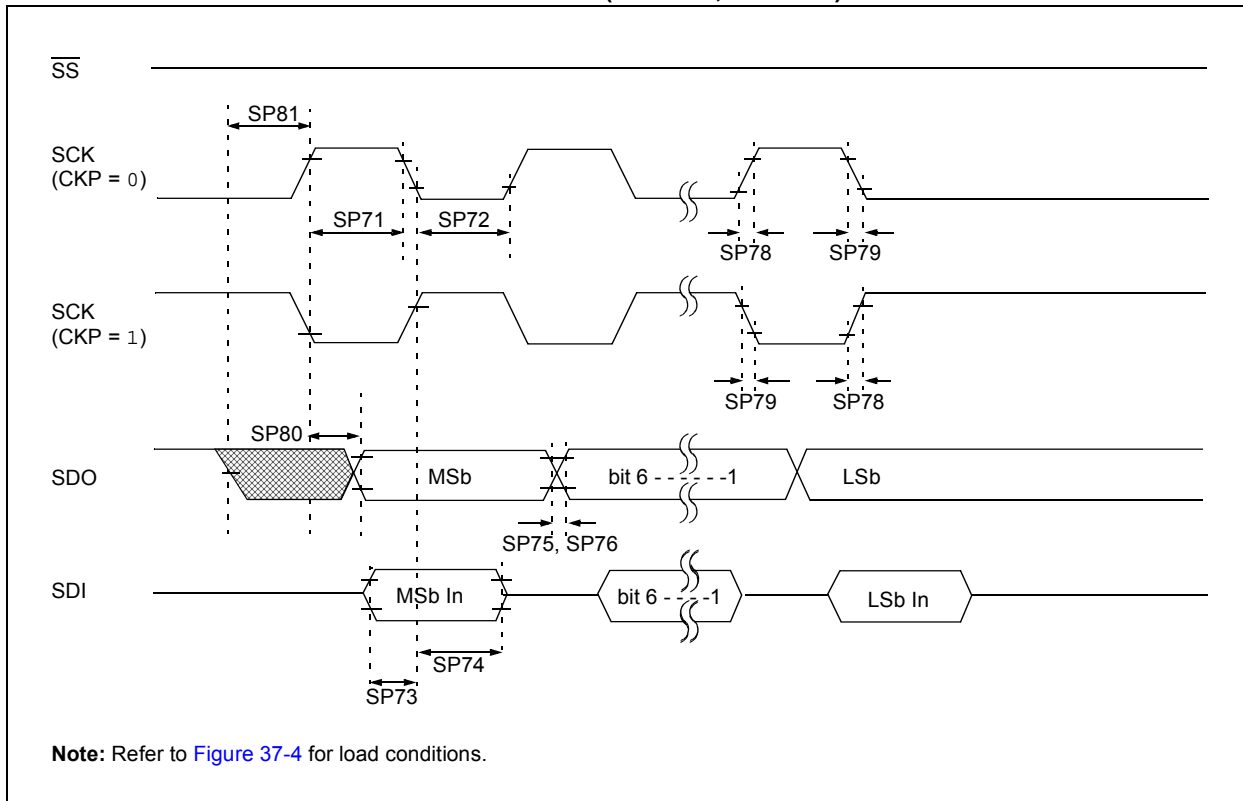 SS
SP81
SCK
(CKP = 0)
SP71
SP72
SP78
SP79
SCK
(CKP = 1)
SP79
SP78
SP80
SDO
MSb
bit 6 - - - - - -1
LSb
SP75, SP76
SDI
MSb In
bit 6 - - - - -1
LSb In
SP74
SP73
Note: Refer to Figure 37-4 for load conditions.